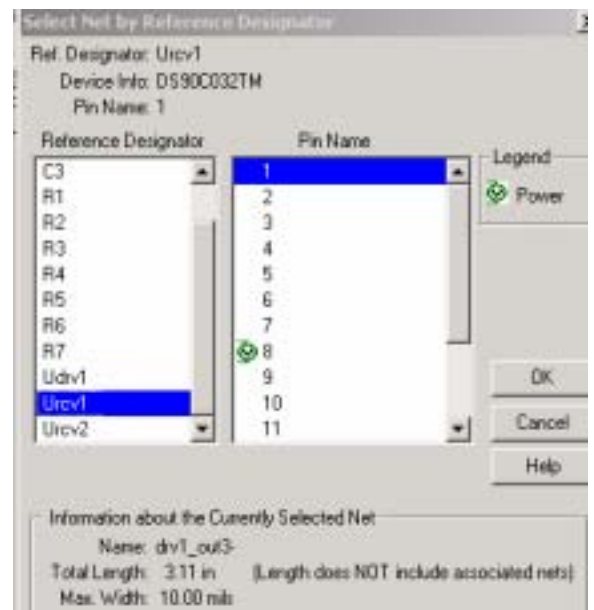 Select Net by Reference Designator
Ref. Designator: Urcv1
Device Info: DS90C032TM
Pin Name: 1
Reference Designator
Pin Name
Legend
C3
R1
R2
R3
R4
R5
R6
R7
Udrv1
Urcv1
Urcv2
1
2
3
4
5
6
7
8
9
10
11
Power
OK
Cancel
Help
Information about the Currently Selected Net
Name: drv1_out3-
Total Length: 3.11 in (Length does NOT include associated nets)
Max. Width: 10.00 mils